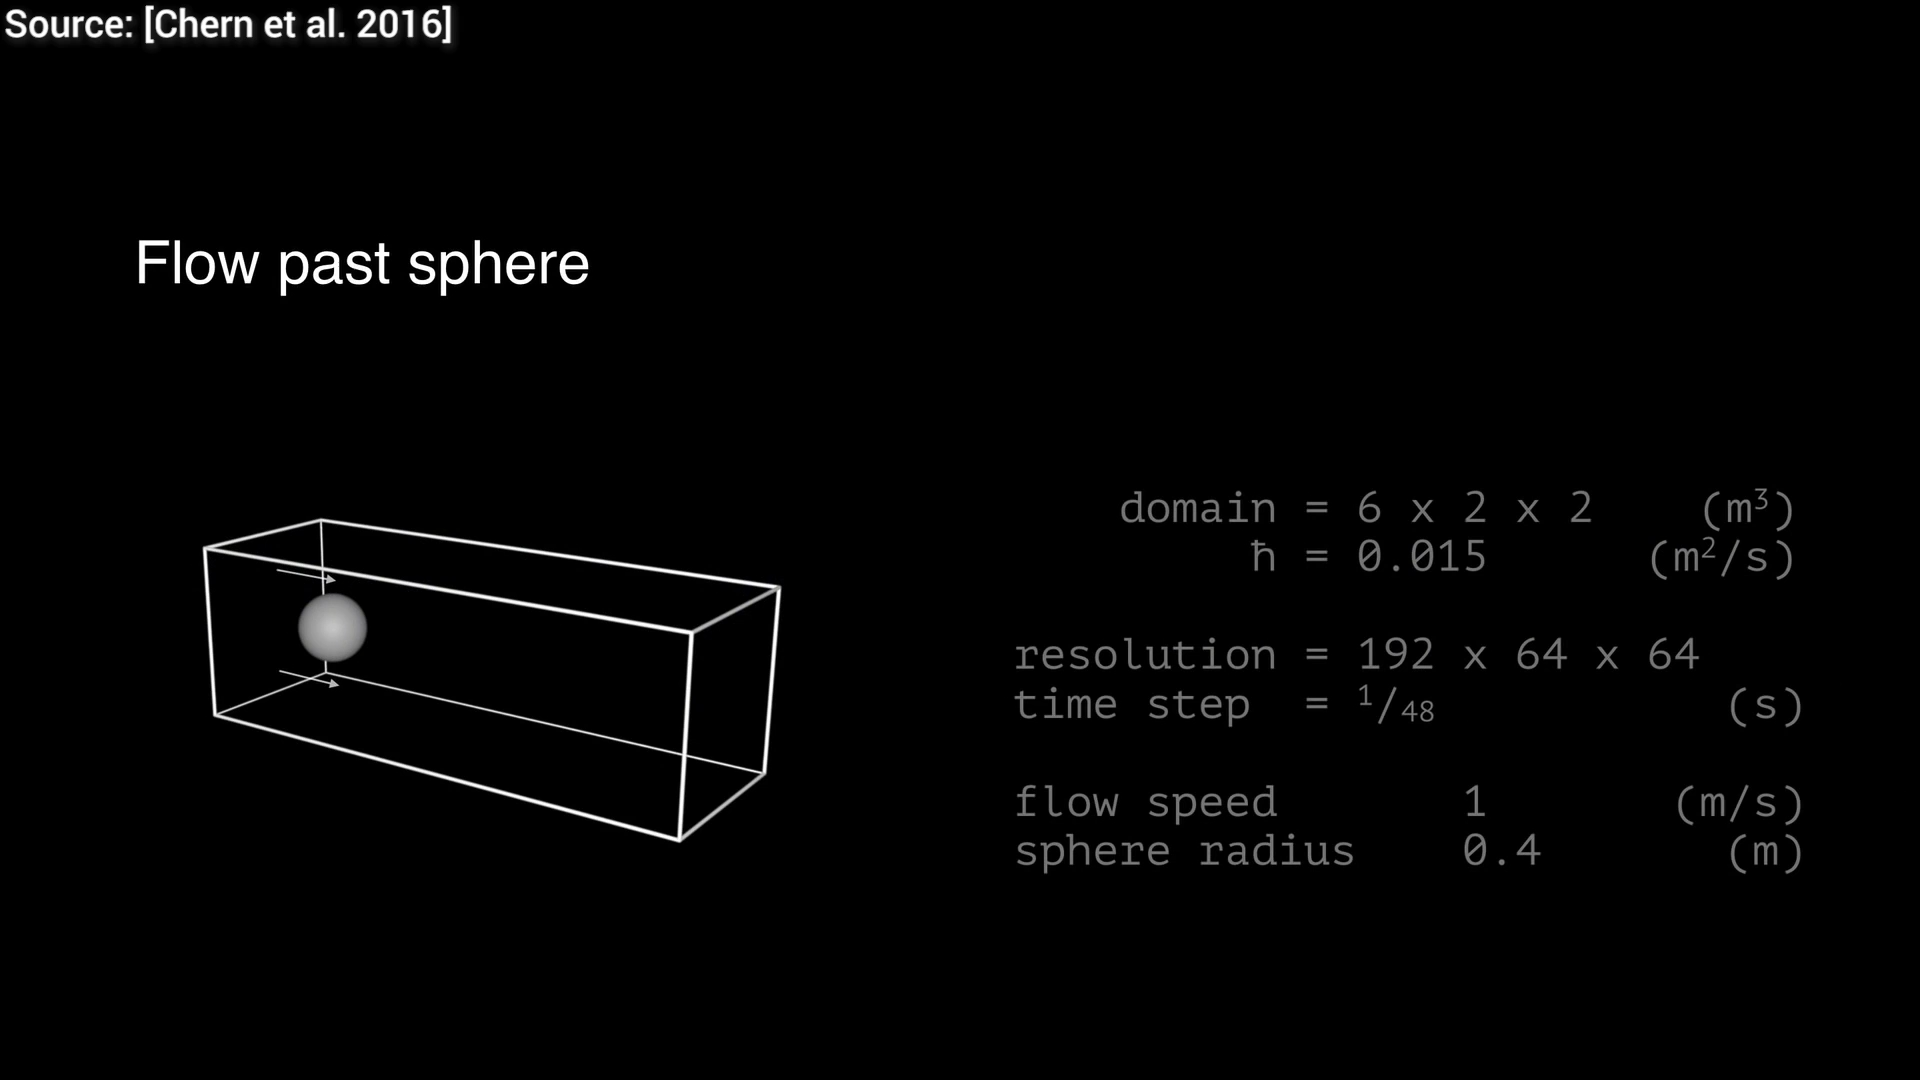 Source: [Chern et al. 2016]
Flow past sphere
domain = 6 x 2 x 2 (m³)
ħ = 0.015 (m²/s)
resolution = 192 x 64 x 64
time step = ¹/₄₈ (s)
flow speed 1 (m/s)
sphere radius 0.4 (m)